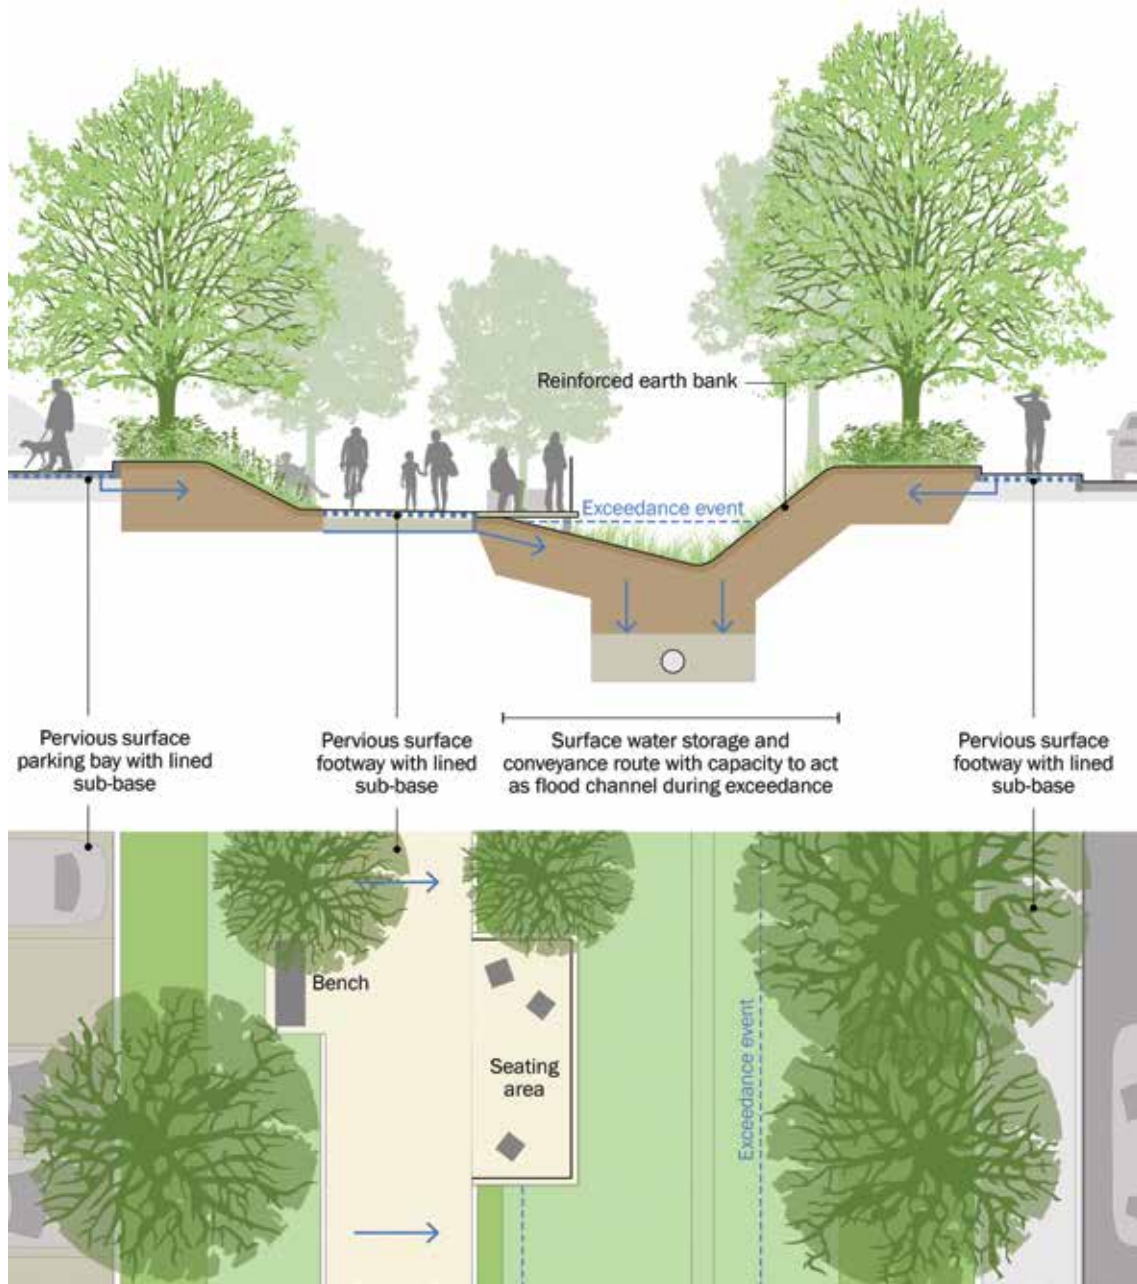 Reinforced earth bank
Exceedance event
Pervious surface
parking bay with lined
sub-base
Pervious surface
footway with lined
sub-base
Surface water storage and
conveyance route with capacity to act
as flood channel during exceedance
Pervious surface
footway with lined
sub-base
Bench
Seating
area
Exceedance event